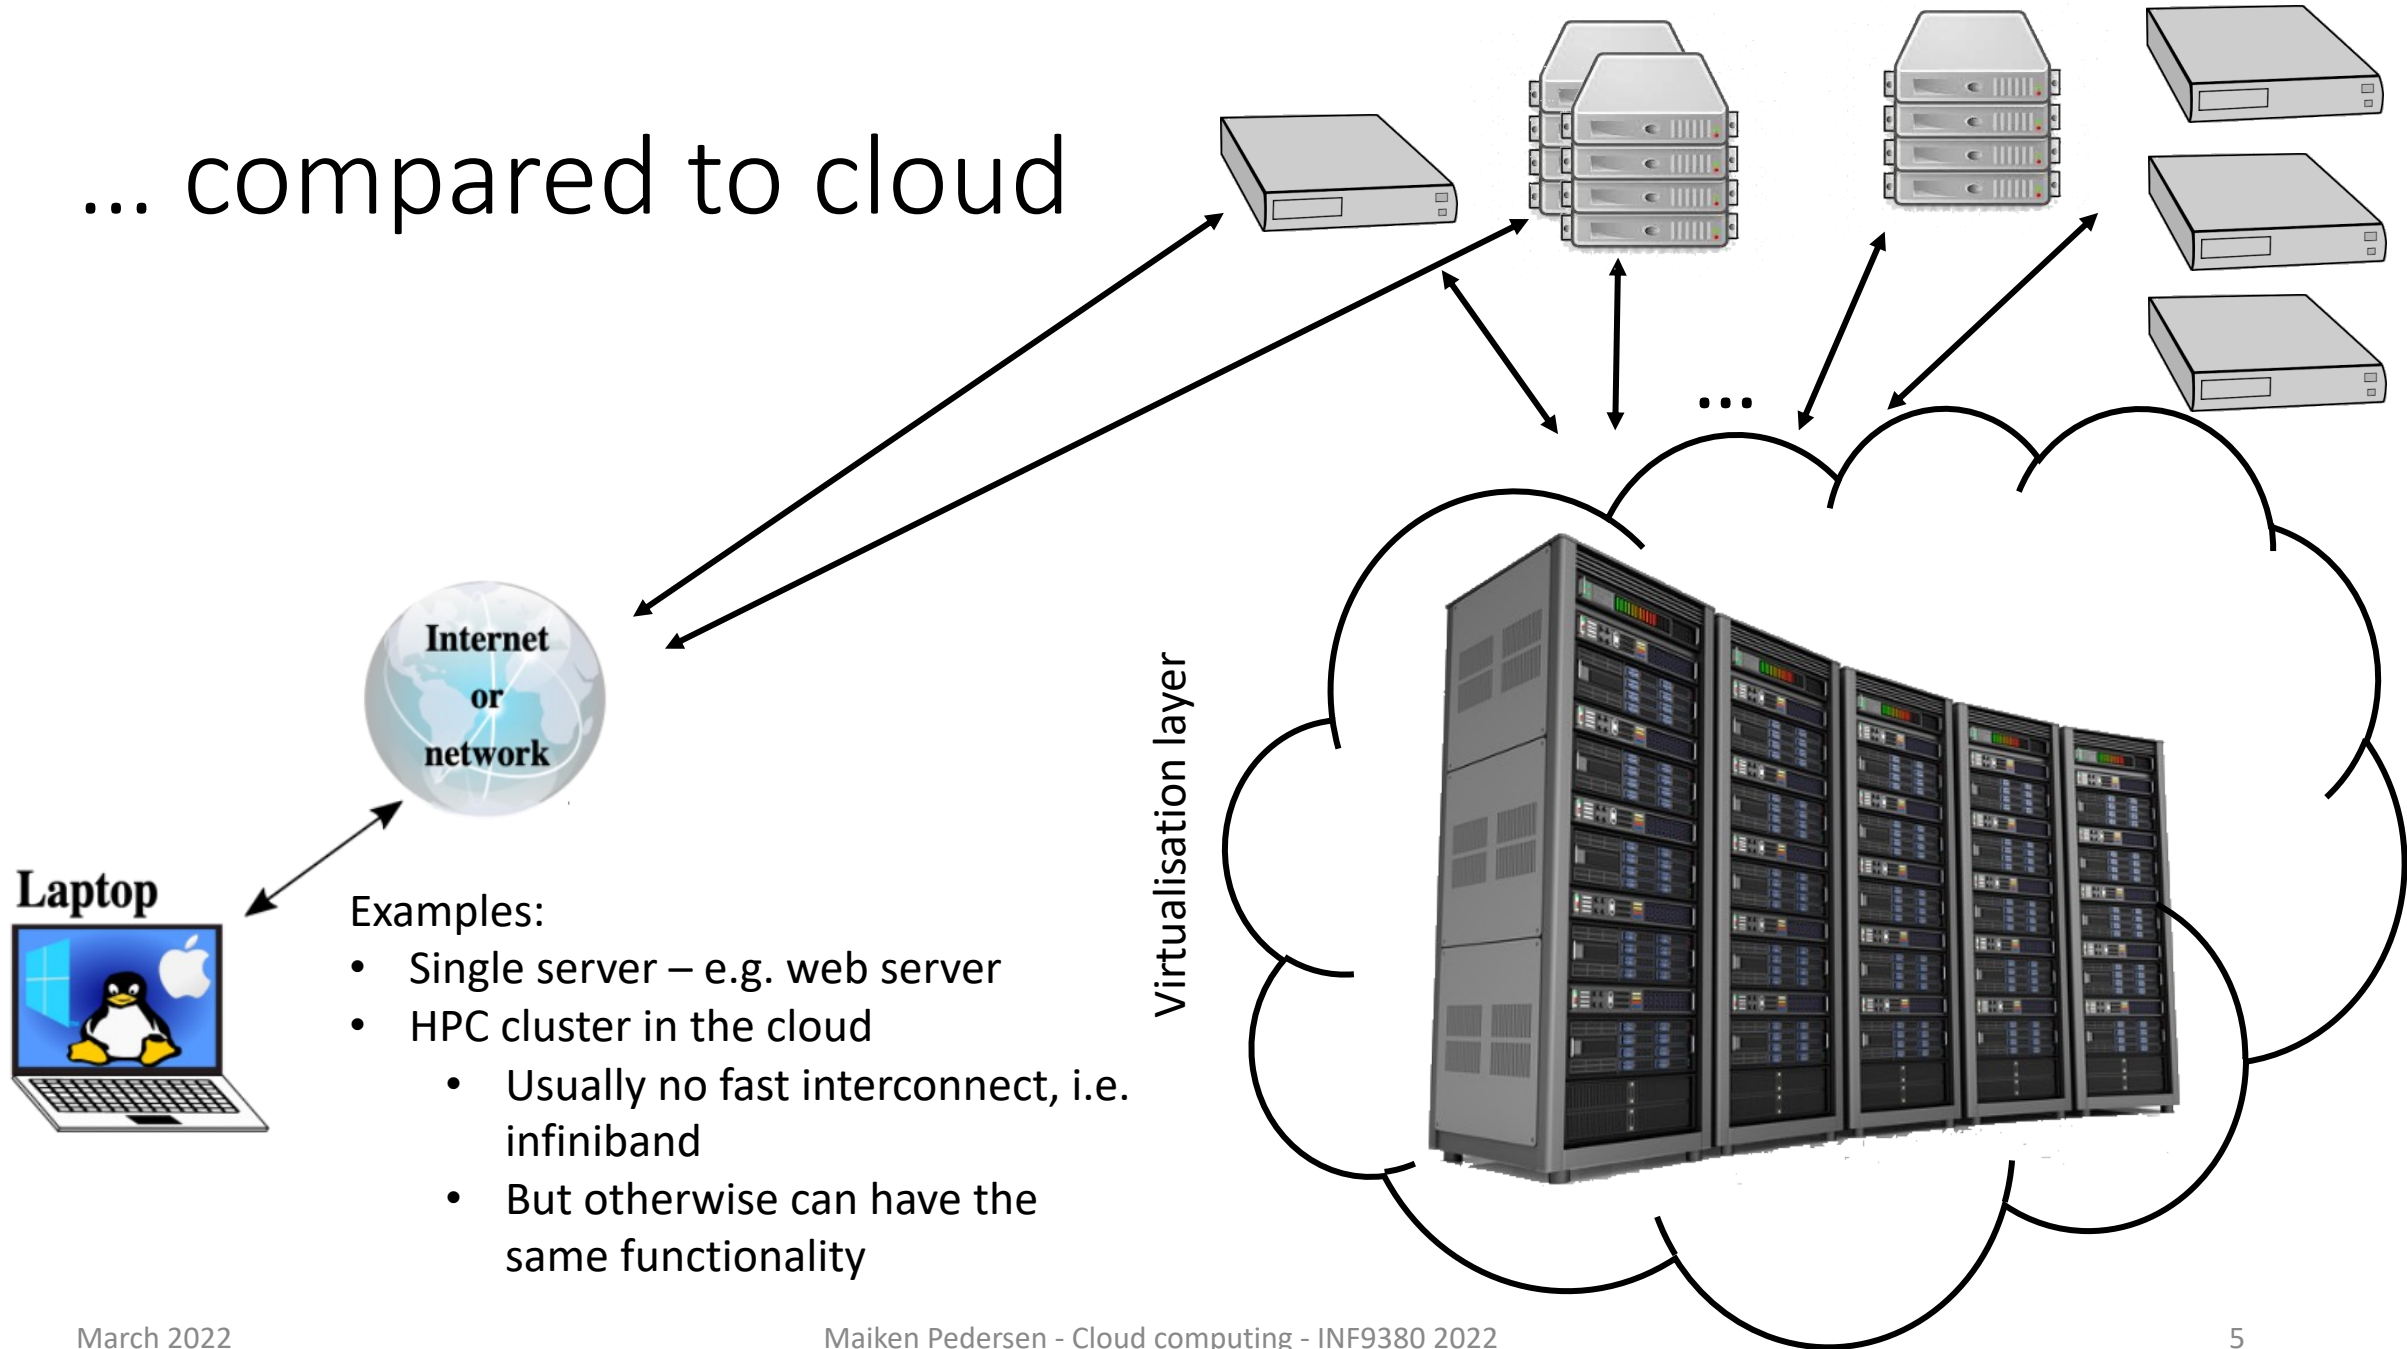 … compared to cloud
...
Internet
or
network
Virtualisation layer
Laptop
Examples:
• Single server – e.g. web server
• HPC cluster in the cloud
• Usually no fast interconnect, i.e.
infiniband
• But otherwise can have the
same functionality
March 2022
Maiken Pedersen - Cloud computing - INF9380 2022
5